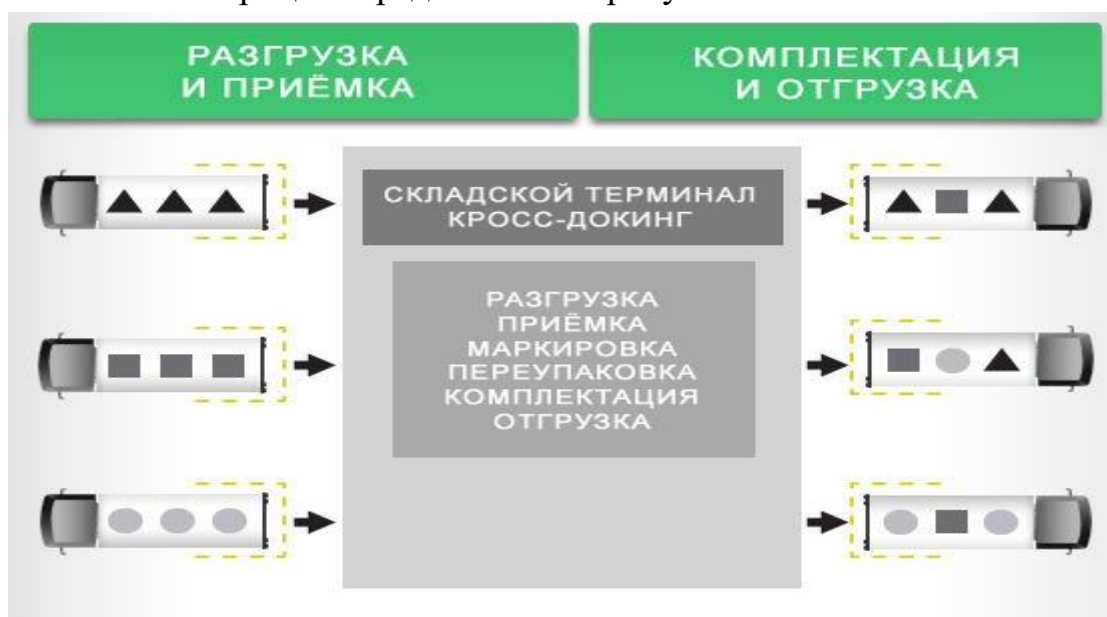 РАЗГРУЗКА
И ПРИЁМКА
КОМПЛЕКТАЦИЯ
И ОТГРУЗКА
СКЛАДСКОЙ ТЕРМИНАЛ
КРОСС-ДОКИНГ
РАЗГРУЗКА
ПРИЁМКА
МАРКИРОВКА
ПЕРЕУПАКОВКА
КОМПЛЕКТАЦИЯ
ОТГРУЗКА